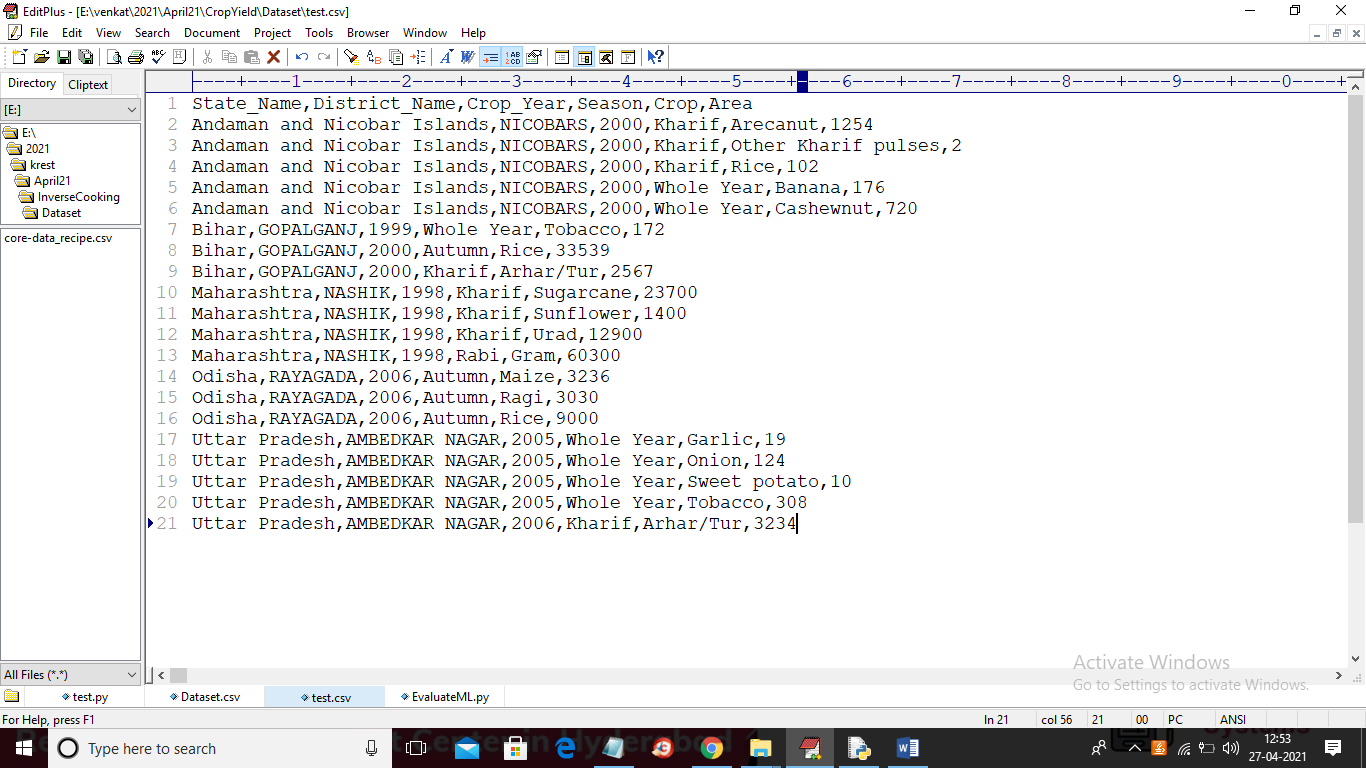 EditPlus - [E:\venkat\2021\April21\CropYield\Dataset\test.csv]
File Edit View Search Document Project Tools Browser Window Help
Directory Cliptext
[E:]
E:\
2021
krest
April21
InverseCooking
Dataset
core-data_recipe.csv
All Files (*.*)
----+----1----+----2----+----3----+----4----+----5----+----6----+----7----+----8----+----9----+----0----+
1 State_Name,District_Name,Crop_Year,Season,Crop,Area
2 Andaman and Nicobar Islands,NICOBARS,2000,Kharif,Arecanut,1254
3 Andaman and Nicobar Islands,NICOBARS,2000,Kharif,Other Kharif pulses,2
4 Andaman and Nicobar Islands,NICOBARS,2000,Kharif,Rice,102
5 Andaman and Nicobar Islands,NICOBARS,2000,Whole Year,Banana,176
6 Andaman and Nicobar Islands,NICOBARS,2000,Whole Year,Cashewnut,720
7 Bihar,GOPALGANJ,1999,Whole Year,Tobacco,172
8 Bihar,GOPALGANJ,2000,Autumn,Rice,33539
9 Bihar,GOPALGANJ,2000,Kharif,Arhar/Tur,2567
10 Maharashtra,NASHIK,1998,Kharif,Sugarcane,23700
11 Maharashtra,NASHIK,1998,Kharif,Sunflower,1400
12 Maharashtra,NASHIK,1998,Kharif,Urad,12900
13 Maharashtra,NASHIK,1998,Rabi,Gram,60300
14 Odisha,RAYAGADA,2006,Autumn,Maize,3236
15 Odisha,RAYAGADA,2006,Autumn,Ragi,3030
16 Odisha,RAYAGADA,2006,Autumn,Rice,9000
17 Uttar Pradesh,AMBEDKAR NAGAR,2005,Whole Year,Garlic,19
18 Uttar Pradesh,AMBEDKAR NAGAR,2005,Whole Year,Onion,124
19 Uttar Pradesh,AMBEDKAR NAGAR,2005,Whole Year,Sweet potato,10
20 Uttar Pradesh,AMBEDKAR NAGAR,2005,Whole Year,Tobacco,308
21 Uttar Pradesh,AMBEDKAR NAGAR,2006,Kharif,Arhar/Tur,3234
Activate Windows
Go to Settings to activate Windows.
test.py Dataset.csv test.csv EvaluateML.py
For Help, press F1 ln 21 col 56 21 00 PC ANSI
Type here to search
12:53
27-04-2021